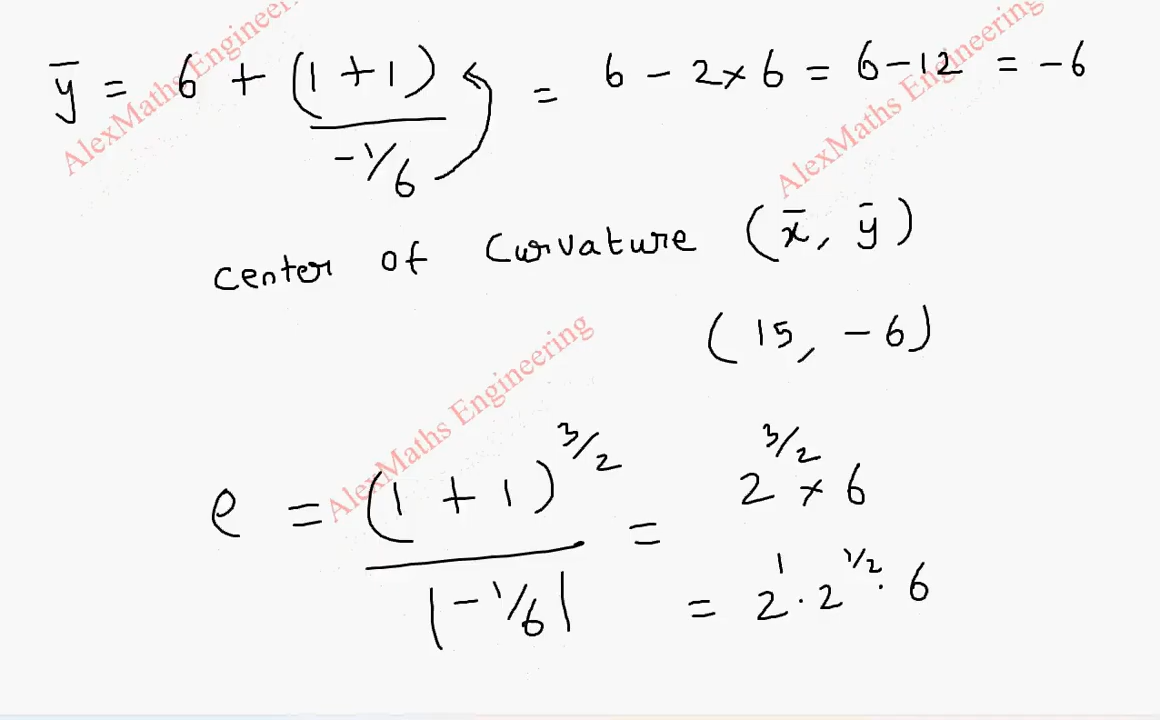 ȳ = 6 + (1 + 1) / -1/6 = 6 - 2 × 6 = 6 - 12 = -6
AlexMaths Engineering
AlexMaths Engineering
center of curvature (x̄, ȳ)
(15, -6)
AlexMaths Engineering
ρ = (1 + 1)^3/2 / |-1/6| = 2^3/2 × 6
= 2^1 · 2^1/2 · 6